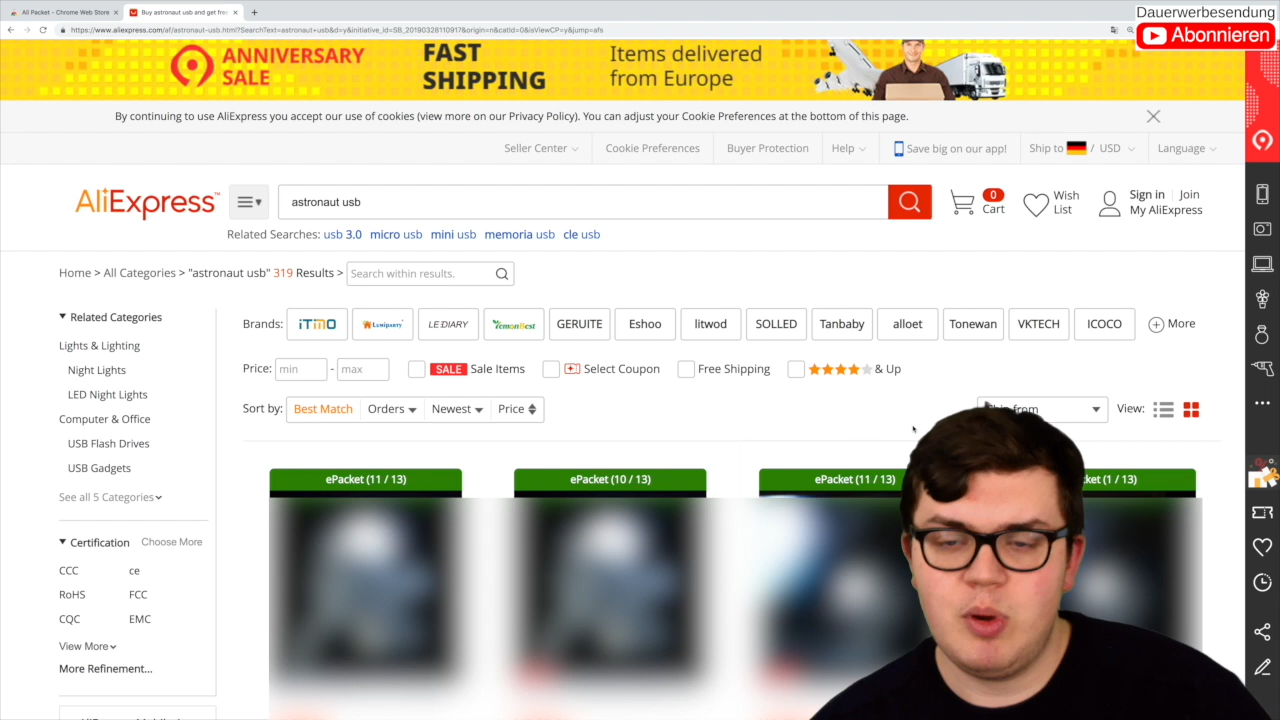 Ali Packet - Chrome Web Store
Buy astronaut usb and get free
Dauerwerbesendung
Abonnieren
https://www.aliexpress.com/af/astronaut-usb.html?SearchText=astronaut+usb&d=y&initiative_id=SB_20190328110917&origin=n&catId=0&isViewCP=y&jump=afs
ANNIVERSARY SALE
FAST SHIPPING
Items delivered from Europe
By continuing to use AliExpress you accept our use of cookies (view more on our Privacy Policy). You can adjust your Cookie Preferences at the bottom of this page.
Seller Center Cookie Preferences Buyer Protection Help Save big on our app! Ship to / USD Language
AliExpress™
astronaut usb
0 Cart
Wish List
Sign in | Join
My AliExpress
Related Searches: usb 3.0 micro usb mini usb memoria usb cle usb
Home > All Categories > "astronaut usb" 319 Results > Search within results.
Related Categories
Lights & Lighting
Night Lights
LED Night Lights
Computer & Office
USB Flash Drives
USB Gadgets
See all 5 Categories
Certification Choose More
CCC ce
RoHS FCC
CQC EMC
View More
More Refinement...
Brands: iTiNO Lumiparty LEDIARY LemonBest GERUITE Eshoo litwod SOLLED Tanbaby alloet Tonewan VKTECH ICOCO More
Price: min - max SALE Sale Items Select Coupon Free Shipping & Up
Sort by: Best Match Orders Newest Price Ship from View:
ePacket (11 / 13) ePacket (10 / 13) ePacket (11 / 13) (1 / 13)